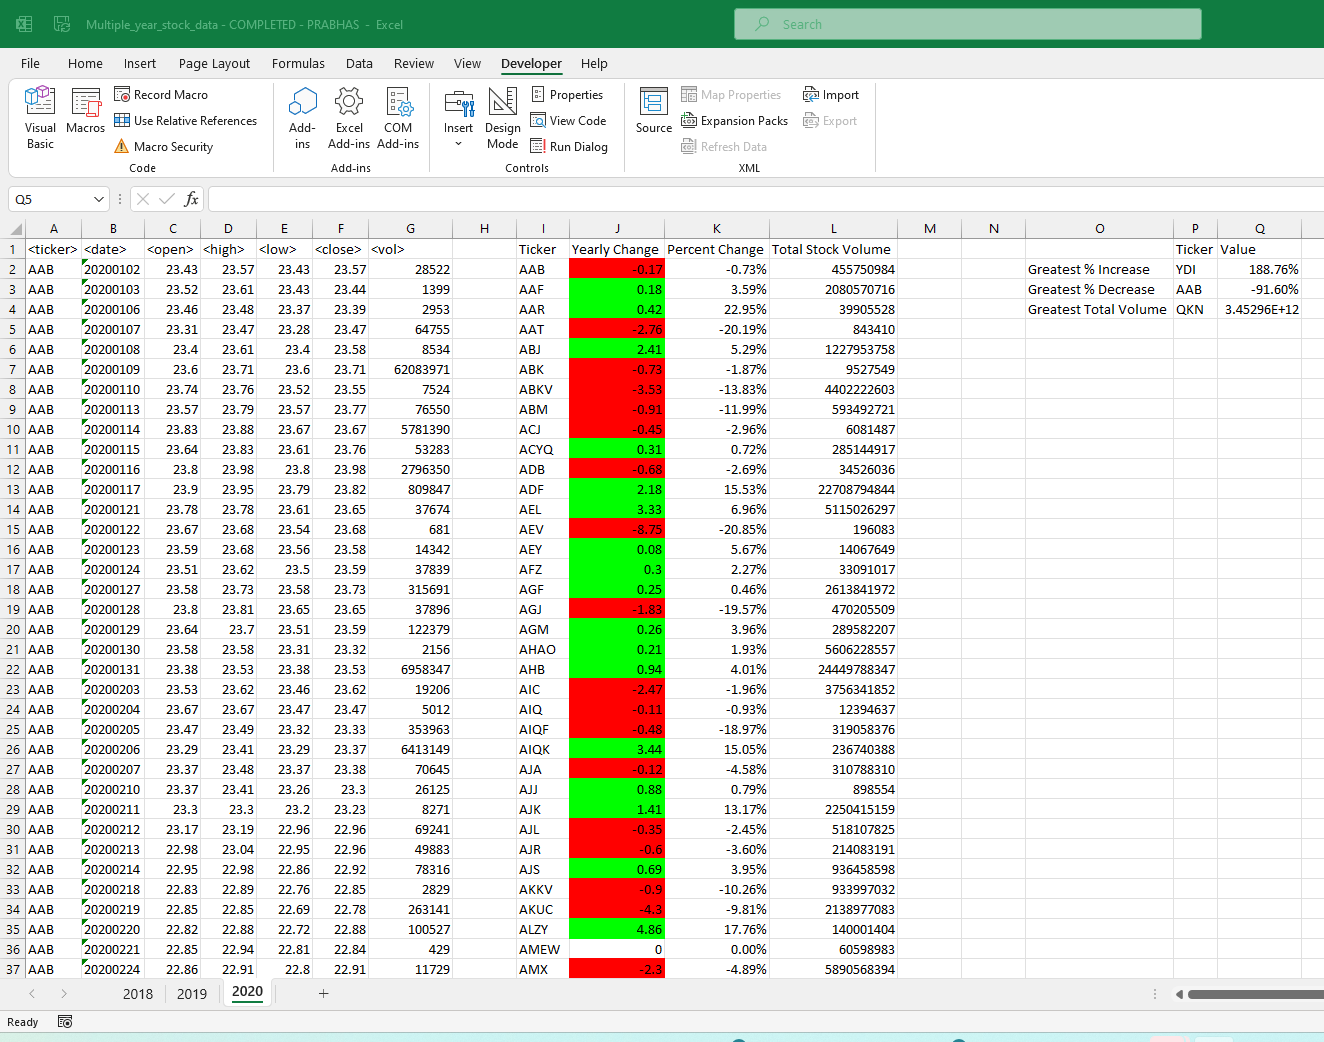 Multiple_year_stock_data - COMPLETED - PRABHAS - Excel
Search
File Home Insert Page Layout Formulas Data Review View Developer Help
Visual Basic
Macros
Record Macro
Use Relative References
Macro Security
Code
Add-ins
Excel Add-ins
COM Add-ins
Add-ins
Insert
Design Mode
Properties
View Code
Run Dialog
Controls
Source
Map Properties
Expansion Packs
Refresh Data
Import
Export
XML
Q5
fx
A B C D E F G H I J K L M N O P Q
1 <ticker> <date> <open> <high> <low> <close> <vol> Ticker Yearly Change Percent Change Total Stock Volume Ticker Value
2 AAB 20200102 23.43 23.57 23.43 23.57 28522 AAB -0.17 -0.73% 455750984 Greatest % Increase YDI 188.76%
3 AAB 20200103 23.52 23.61 23.43 23.44 1399 AAF 0.18 3.59% 2080570716 Greatest % Decrease AAB -91.60%
4 AAB 20200106 23.46 23.48 23.37 23.39 2953 AAR 0.42 22.95% 39905528 Greatest Total Volume QKN 3.45296E+12
5 AAB 20200107 23.31 23.47 23.28 23.47 64755 AAT -2.76 -20.19% 843410
6 AAB 20200108 23.4 23.61 23.4 23.58 8534 ABJ 2.41 5.29% 1227953758
7 AAB 20200109 23.6 23.71 23.6 23.71 62083971 ABK -0.73 -1.87% 9527549
8 AAB 20200110 23.74 23.76 23.52 23.55 7524 ABKV -3.53 -13.83% 4402222603
9 AAB 20200113 23.57 23.79 23.57 23.77 76550 ABM -0.91 -11.99% 593492721
10 AAB 20200114 23.83 23.88 23.67 23.67 5781390 ACJ -0.45 -2.96% 6081487
11 AAB 20200115 23.64 23.83 23.61 23.76 53283 ACYQ 0.31 0.72% 285144917
12 AAB 20200116 23.8 23.98 23.8 23.98 2796350 ADB -0.68 -2.69% 34526036
13 AAB 20200117 23.9 23.95 23.79 23.82 809847 ADF 2.18 15.53% 22708794844
14 AAB 20200121 23.78 23.78 23.61 23.65 37674 AEL 3.33 6.96% 5115026297
15 AAB 20200122 23.67 23.68 23.54 23.68 681 AEV -8.75 -20.85% 196083
16 AAB 20200123 23.59 23.68 23.56 23.58 14342 AEY 0.08 5.67% 14067649
17 AAB 20200124 23.51 23.62 23.5 23.59 37839 AFZ 0.3 2.27% 33091017
18 AAB 20200127 23.58 23.73 23.58 23.73 315691 AGF 0.25 0.46% 2613841972
19 AAB 20200128 23.8 23.81 23.65 23.65 37896 AGJ -1.83 -19.57% 470205509
20 AAB 20200129 23.64 23.7 23.51 23.59 122379 AGM 0.26 3.96% 289582207
21 AAB 20200130 23.58 23.58 23.31 23.32 2156 AHAO 0.21 1.93% 5606228557
22 AAB 20200131 23.38 23.53 23.38 23.53 6958347 AHB 0.94 4.01% 24449788347
23 AAB 20200203 23.53 23.62 23.46 23.62 19206 AIC -2.47 -1.96% 3756341852
24 AAB 20200204 23.67 23.67 23.47 23.47 5012 AIQ -0.11 -0.93% 12394637
25 AAB 20200205 23.47 23.49 23.32 23.33 353963 AIQF -0.48 -18.97% 319058376
26 AAB 20200206 23.29 23.41 23.29 23.37 6413149 AIQK 3.44 15.05% 236740388
27 AAB 20200207 23.37 23.48 23.37 23.38 70645 AJA -0.12 -4.58% 310788310
28 AAB 20200210 23.37 23.41 23.26 23.3 26125 AJJ 0.88 0.79% 898554
29 AAB 20200211 23.3 23.3 23.2 23.23 8271 AJK 1.41 13.17% 2250415159
30 AAB 20200212 23.17 23.19 22.96 22.96 69241 AJL -0.35 -2.45% 518107825
31 AAB 20200213 22.98 23.04 22.95 22.96 49883 AJR -0.6 -3.60% 214083191
32 AAB 20200214 22.95 22.98 22.86 22.92 78316 AJS 0.69 3.95% 936458598
33 AAB 20200218 22.83 22.89 22.76 22.85 2829 AKKV -0.9 -10.26% 933997032
34 AAB 20200219 22.85 22.85 22.69 22.78 263141 AKUC -4.3 -9.81% 2138977083
35 AAB 20200220 22.82 22.88 22.72 22.88 100527 ALZY 4.86 17.76% 140001404
36 AAB 20200221 22.85 22.94 22.81 22.84 429 AMEW 0 0.00% 60598983
37 AAB 20200224 22.86 22.91 22.8 22.91 11729 AMX -2.3 -4.89% 5890568394
2018 2019 2020
Ready